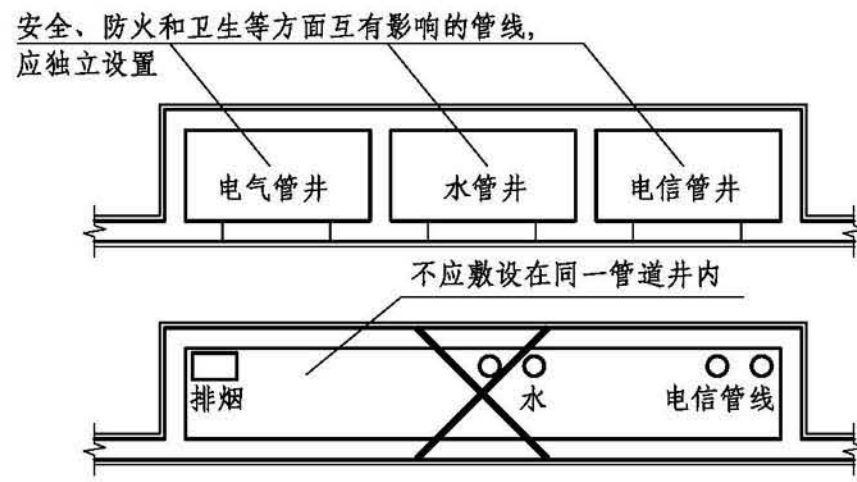 安全、防火和卫生等方面互有影响的管线,
应独立设置
电气管井 水管井 电信管井
不应敷设在同一管道井内
排烟 水 电信管线